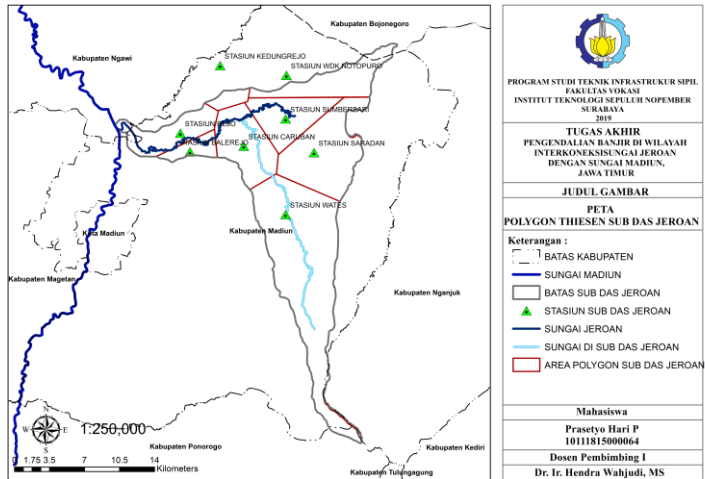 Kabupaten Bojonegoro
Kabupaten Ngawi
STASIUN KEDUNGREJO
STASIUN WDK NOTOPURO
STASIUN SUMBERSARI
STASIUN CARUBAN
STASIUN BALEREJO
STASIUN SARADAN
STASIUN WATES
Kota Madiun
Kabupaten Madiun
Kabupaten Magetan
Kabupaten Nganjuk
N
W
E
S
1:250,000
Kabupaten Ponorogo
Kabupaten Kediri
Kabupaten Tulungagung
0 1.75 3.5 7 10.5 14
Kilometers
PROGRAM STUDI TEKNIK INFRASTRUKUR SIPIL
FAKULTAS VOKASI
INSTITUT TEKNOLOGI SEPULUH NOPEMBER
SURABAYA
2019
TUGAS AKHIR
PENGENDALIAN BANJIR DI WILAYAH
INTERKONEKSISUNGAI JEROAN
DENGAN SUNGAI MADIUN,
JAWA TIMUR
JUDUL GAMBAR
PETA
POLYGON THIESEN SUB DAS JEROAN
Keterangan :
BATAS KABUPATEN
SUNGAI MADIUN
BATAS SUB DAS JEROAN
STASIUN SUB DAS JEROAN
SUNGAI JEROAN
SUNGAI DI SUB DAS JEROAN
AREA POLYGON SUB DAS JEROAN
Mahasiswa
Prasetyo Hari P
10111815000064
Dosen Pembimbing I
Dr. Ir. Hendra Wahjudi, MS